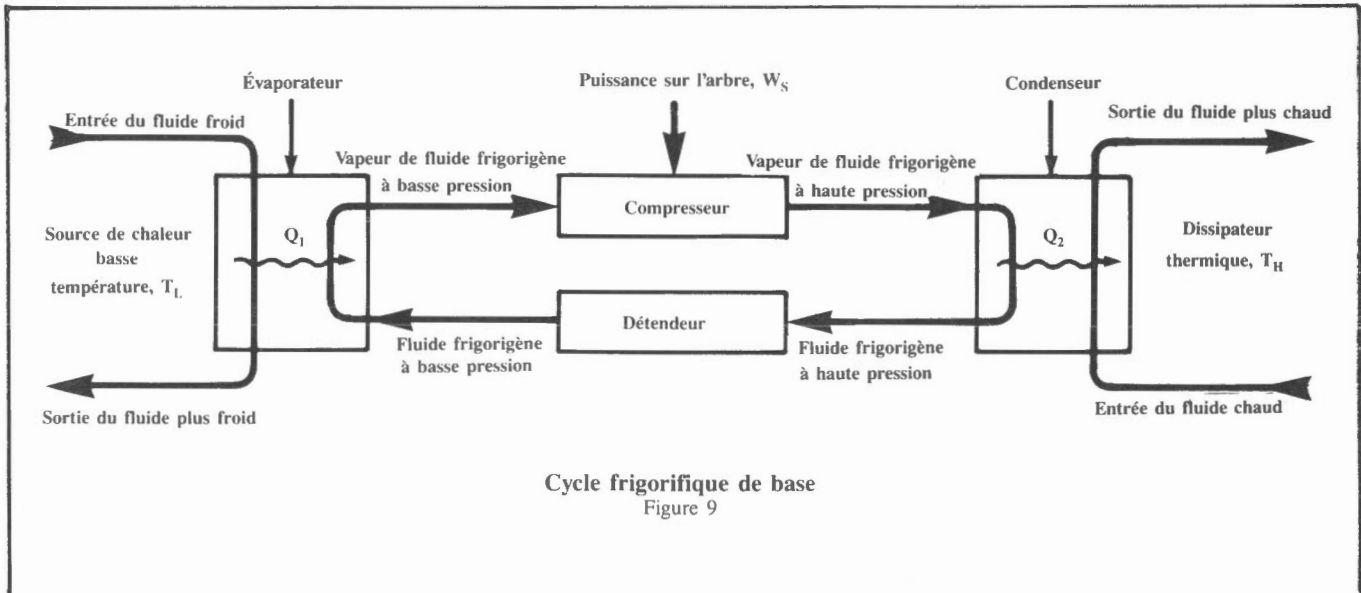 Évaporateur
Puissance sur l'arbre, W_S
Condenseur
Entrée du fluide froid
Sortie du fluide plus chaud
Vapeur de fluide frigorigène
à basse pression
Vapeur de fluide frigorigène
à haute pression
Compresseur
Source de chaleur
basse
température, T_L
Q_1
Q_2
Dissipateur
thermique, T_H
Détendeur
Fluide frigorigène
à basse pression
Fluide frigorigène
à haute pression
Sortie du fluide plus froid
Entrée du fluide chaud
Cycle frigorifique de base
Figure 9